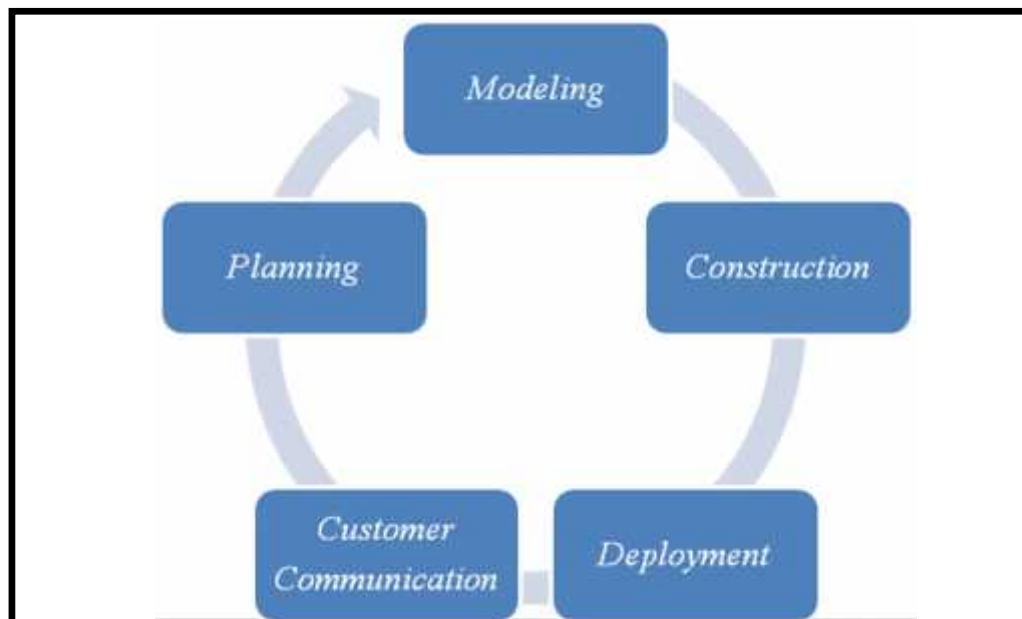 Modeling
Construction
Deployment
Customer
Communication
Planning